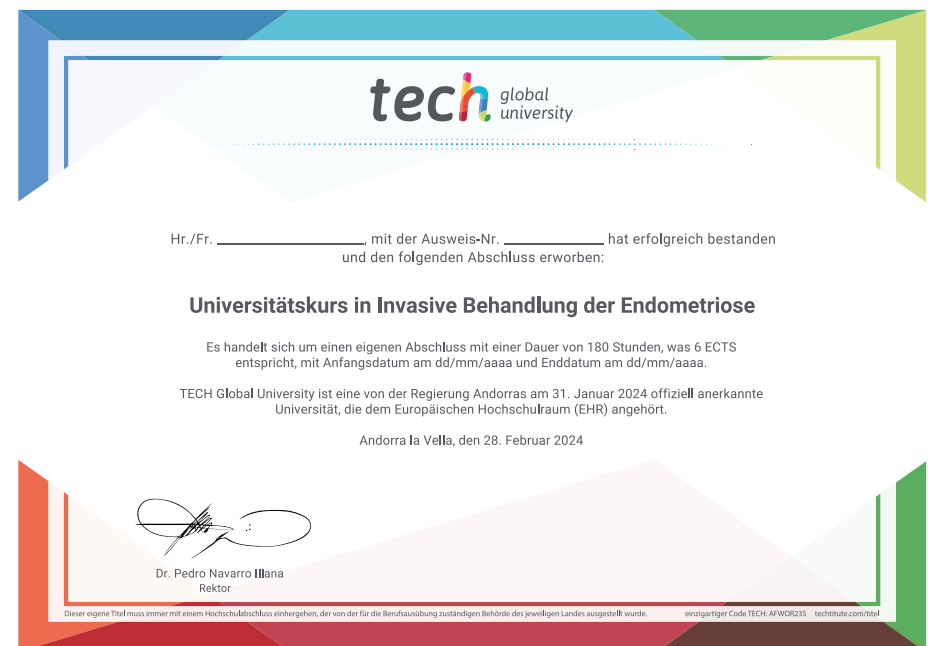 tech global
university
Hr./Fr. ____________________, mit der Ausweis-Nr. ______________ hat erfolgreich bestanden
und den folgenden Abschluss erworben:
Universitätskurs in Invasive Behandlung der Endometriose
Es handelt sich um einen eigenen Abschluss mit einer Dauer von 180 Stunden, was 6 ECTS
entspricht, mit Anfangsdatum am dd/mm/aaaa und Enddatum am dd/mm/aaaa.
TECH Global University ist eine von der Regierung Andorras am 31. Januar 2024 offiziell anerkannte
Universität, die dem Europäischen Hochschulraum (EHR) angehört.
Andorra la Vella, den 28. Februar 2024
Dr. Pedro Navarro Illana
Rektor
Dieser eigene Titel muss immer mit einem Hochschulabschluss einhergehen, der von der für die Berufsausübung zuständigen Behörde des jeweiligen Landes ausgestellt wurde. einzigartiger Code TECH: AFWOR23S techtitute.com/titel